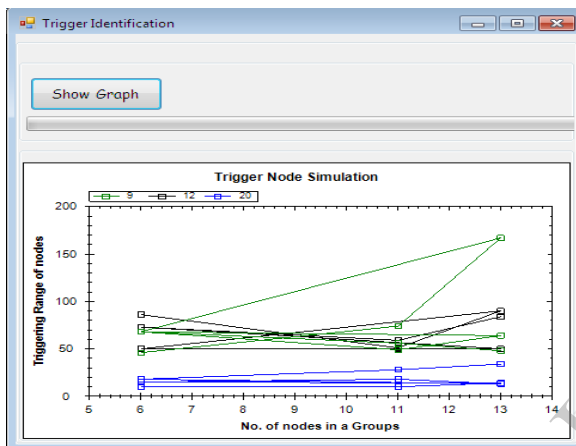 Trigger Identification
Show Graph
Trigger Node Simulation
9 12 20
Triggering Range of nodes
200
150
100
50
0
5 6 7 8 9 10 11 12 13 14
No. of nodes in a Groups